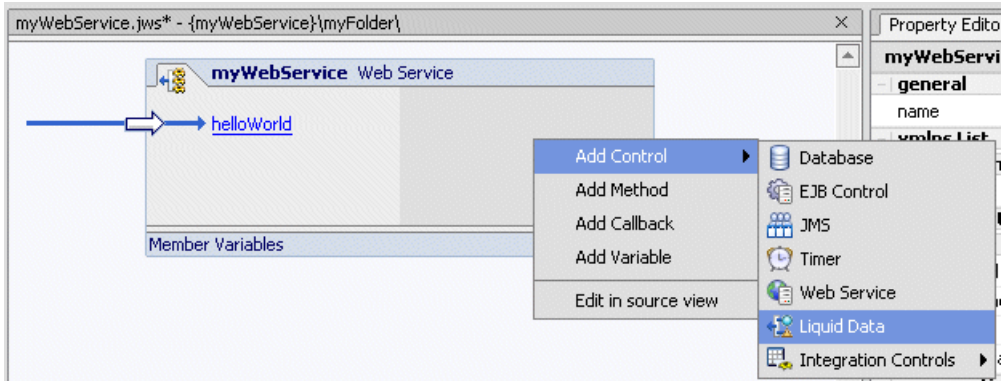 myWebService.jws* - {myWebService}\myFolder\
Property Edito
myWebServi
general
name
xmlns List
myWebService Web Service
helloWorld
Member Variables
Add Control
Add Method
Add Callback
Add Variable
Edit in source view
Database
EJB Control
JMS
Timer
Web Service
Liquid Data
Integration Controls